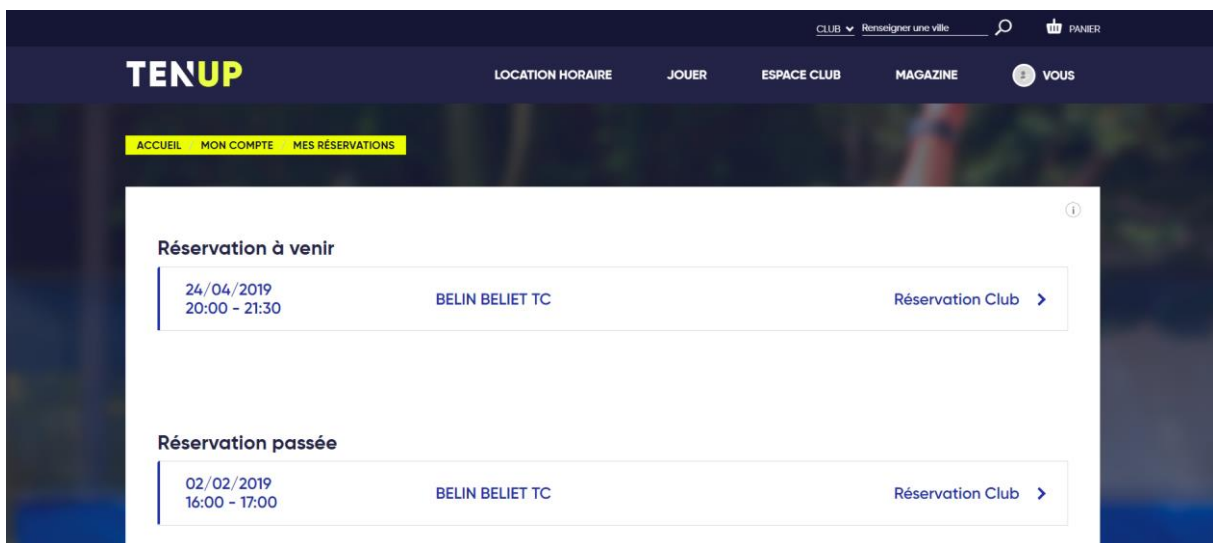 CLUB Renseigner une ville PANIER
TENUP LOCATION HORAIRE JOUER ESPACE CLUB MAGAZINE VOUS
ACCUEIL / MON COMPTE / MES RÉSERVATIONS
i
Réservation à venir
24/04/2019
20:00 - 21:30
BELIN BELIET TC
Réservation Club
Réservation passée
02/02/2019
16:00 - 17:00
BELIN BELIET TC
Réservation Club